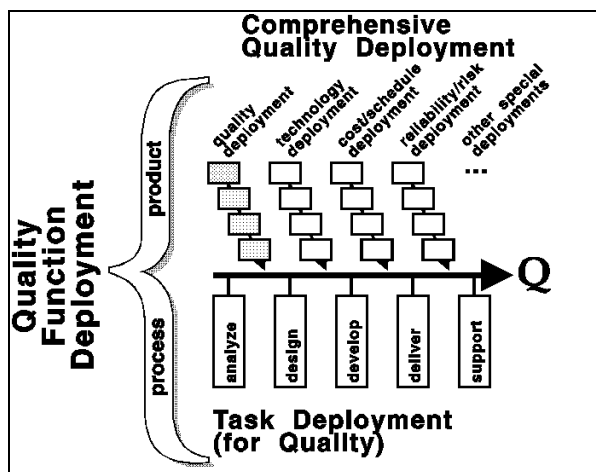 Comprehensive
Quality Deployment
quality
deployment
technology
deployment
cost/schedule
deployment
reliability/risk
deployment
other special
deployments
...
Quality
Function
Deployment
product
process
Q
analyze
design
develop
deliver
support
Task Deployment
(for Quality)